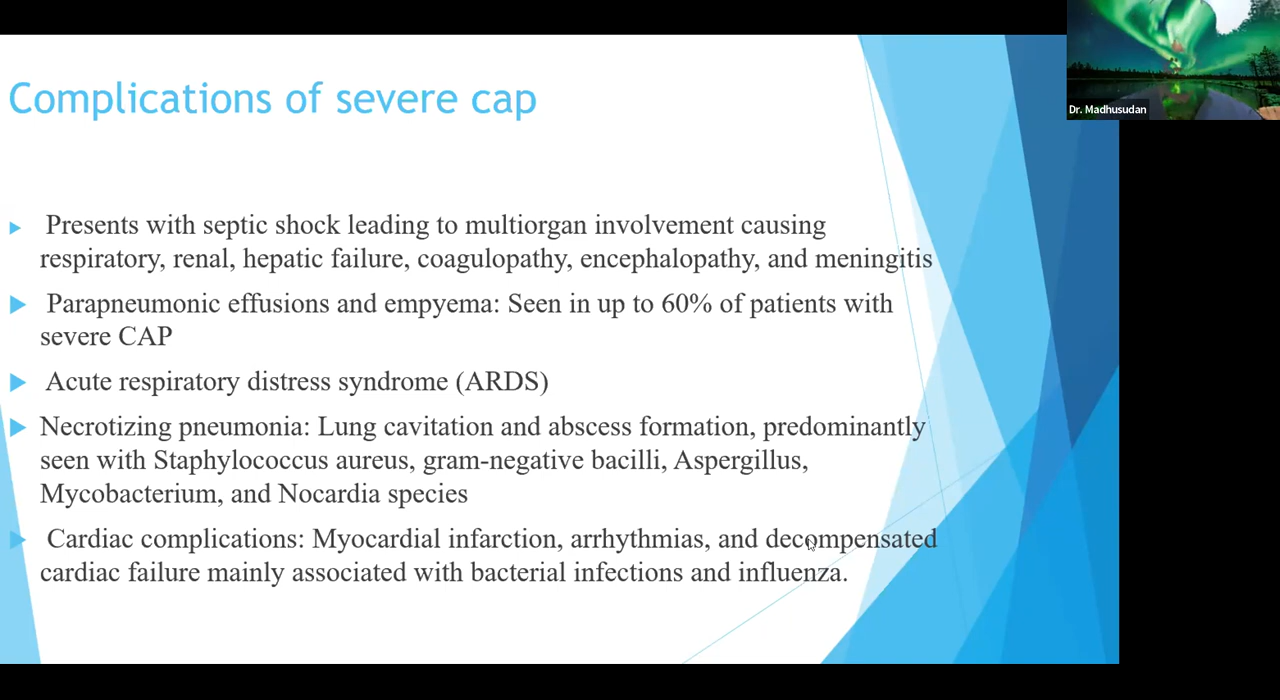 Complications of severe cap
Presents with septic shock leading to multiorgan involvement causing
respiratory, renal, hepatic failure, coagulopathy, encephalopathy, and meningitis
Parapneumonic effusions and empyema: Seen in up to 60% of patients with
severe CAP
Acute respiratory distress syndrome (ARDS)
Necrotizing pneumonia: Lung cavitation and abscess formation, predominantly
seen with Staphylococcus aureus, gram-negative bacilli, Aspergillus,
Mycobacterium, and Nocardia species
Cardiac complications: Myocardial infarction, arrhythmias, and decompensated
cardiac failure mainly associated with bacterial infections and influenza.
Dr. Madhusudan